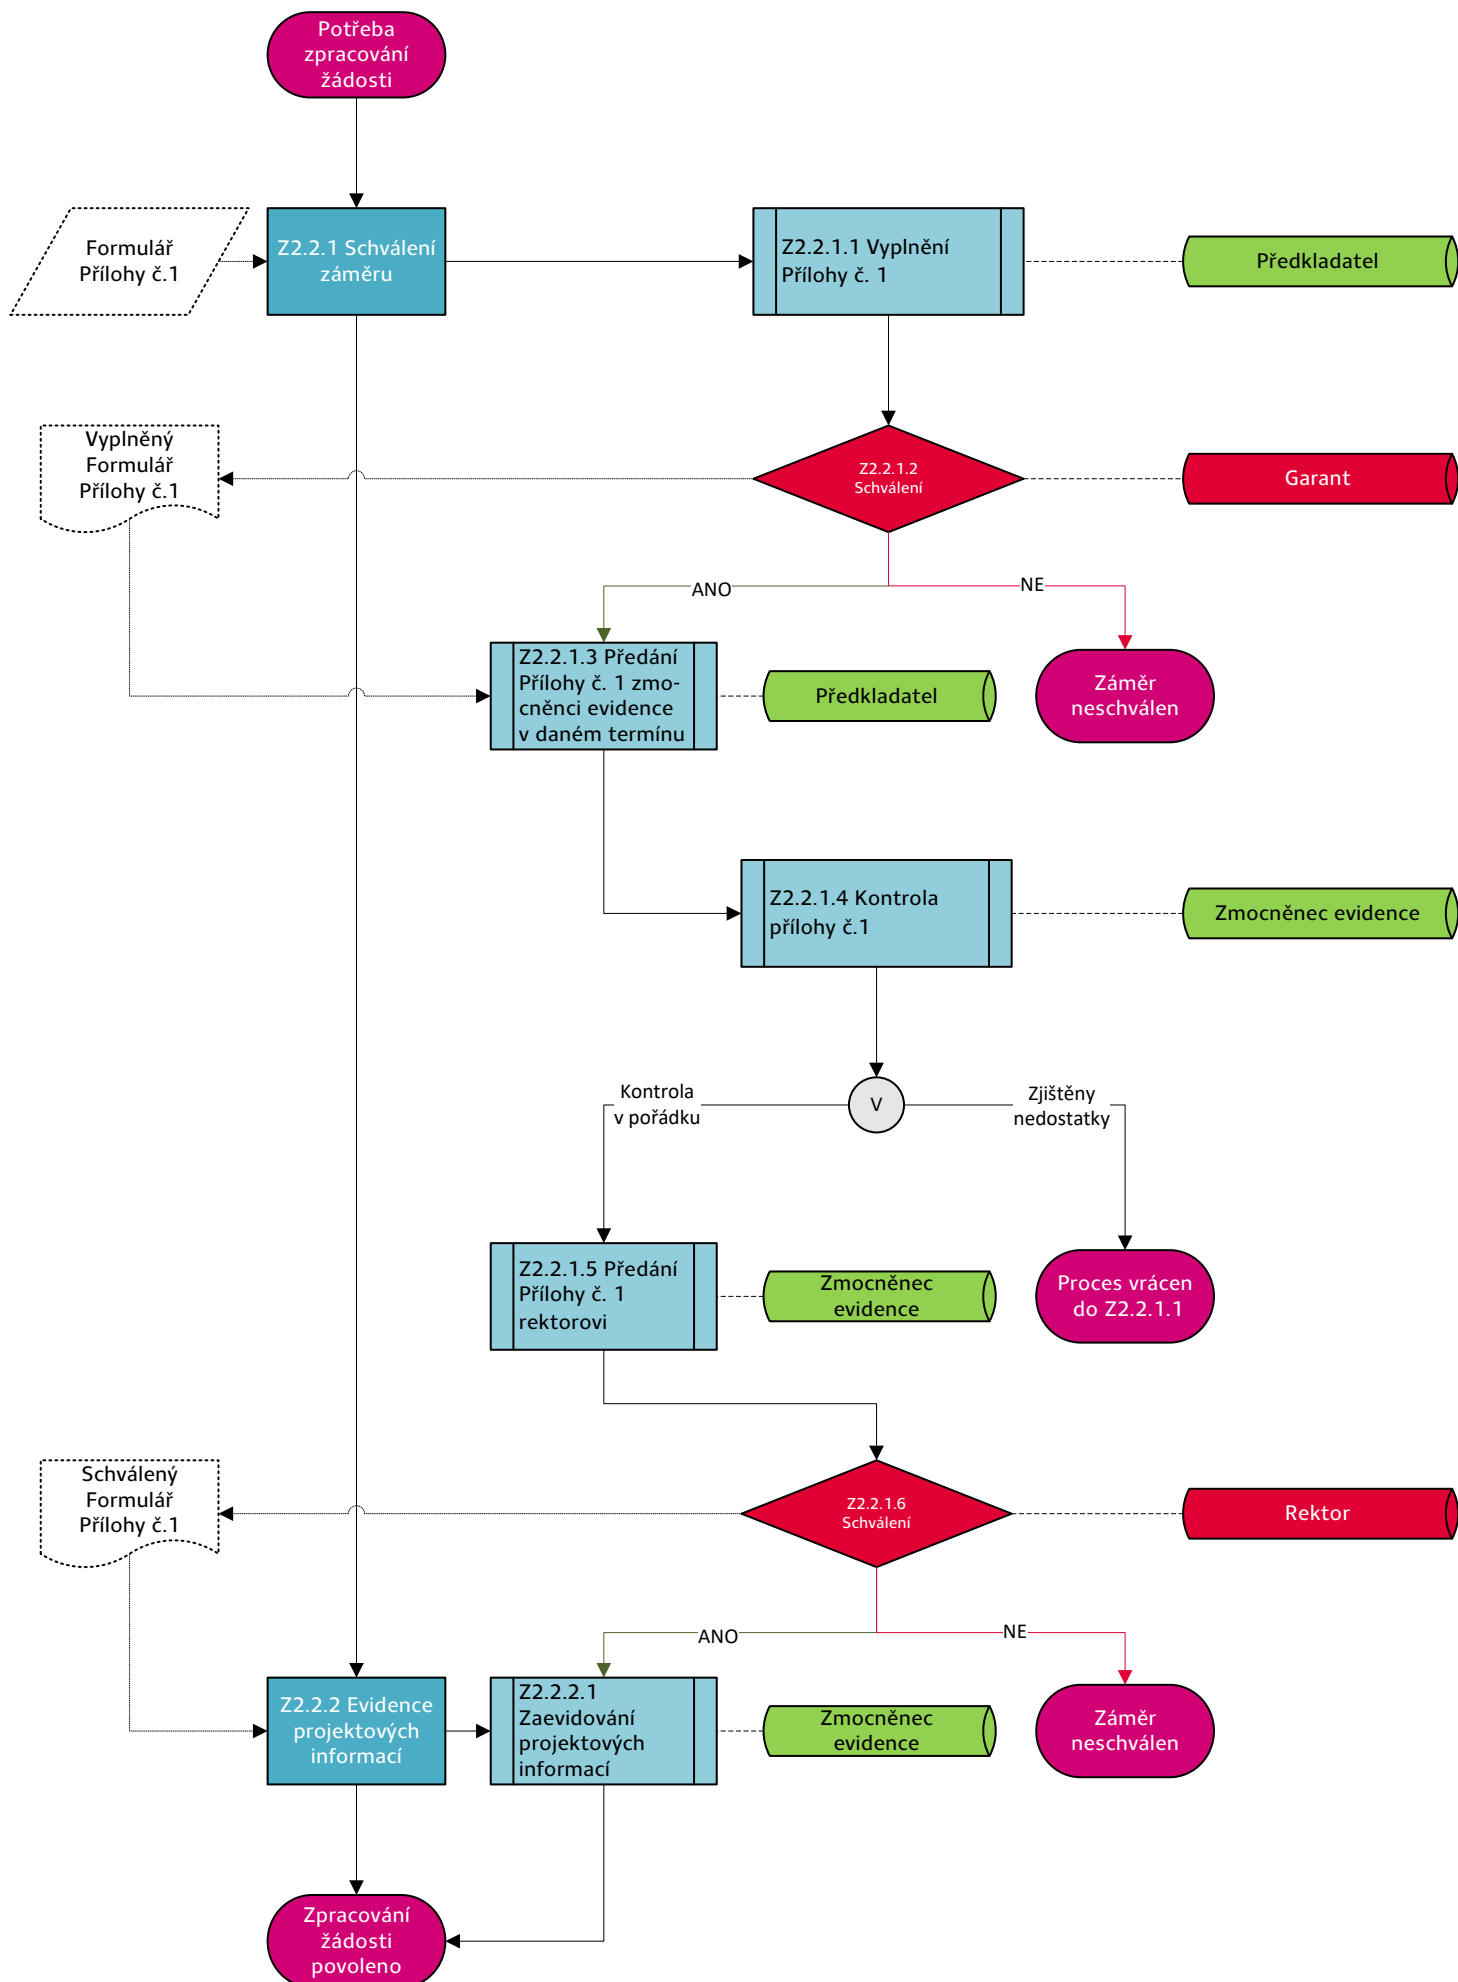 Potřeba
zpracování
žádosti
Formulář
Přílohy č.1
Z2.2.1 Schválení
záměru
Z2.2.1.1 Vyplnění
Přílohy č. 1
Předkladatel
Vyplněný
Formulář
Přílohy č.1
Z2.2.1.2
Schválení
Garant
ANO
NE
Z2.2.1.3 Předání
Přílohy č. 1 zmo-
cněnci evidence
v daném termínu
Předkladatel
Záměr
neschválen
Z2.2.1.4 Kontrola
přílohy č.1
Zmocněnec evidence
Kontrola
v pořádku
V
Zjištěny
nedostatky
Z2.2.1.5 Předání
Přílohy č. 1
rektorovi
Zmocněnec
evidence
Proces vrácen
do Z2.2.1.1
Schválený
Formulář
Přílohy č.1
Z2.2.1.6
Schválení
Rektor
ANO
NE
Z2.2.2 Evidence
projektových
informací
Z2.2.2.1
Zaevidování
projektových
informací
Zmocněnec
evidence
Záměr
neschválen
Zpracování
žádosti
povoleno